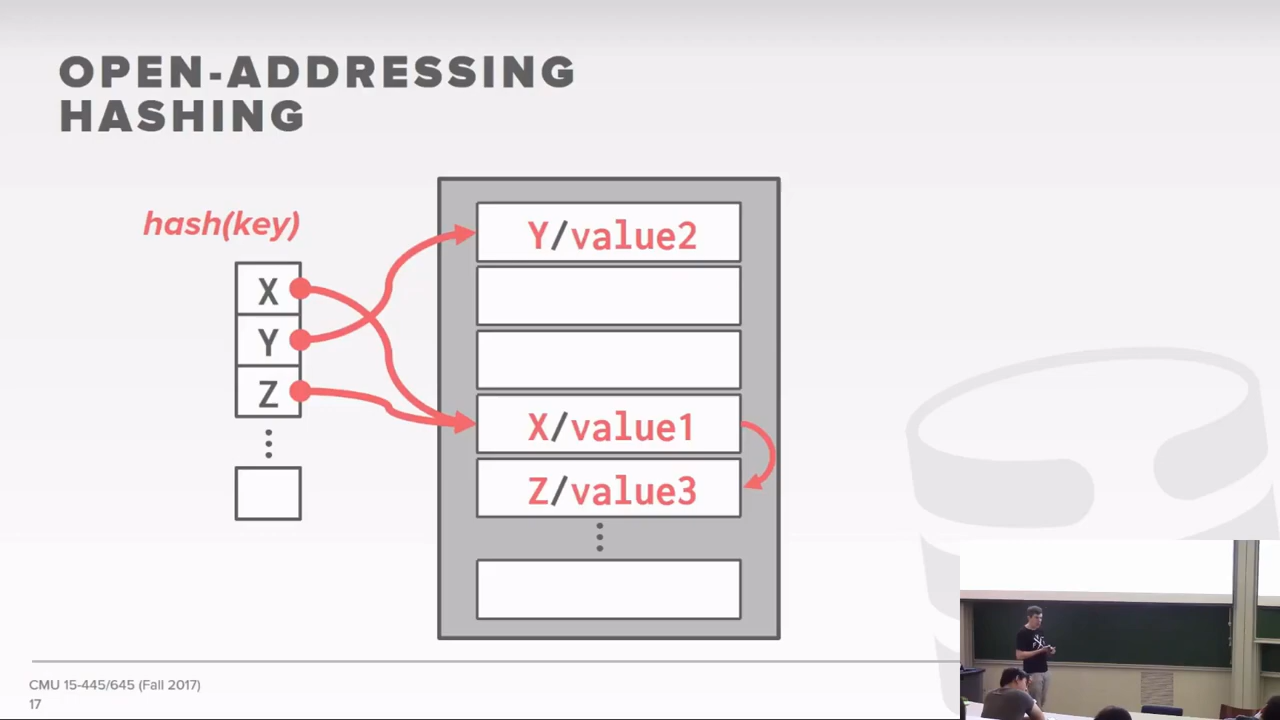 OPEN-ADDRESSING
HASHING
hash(key)
X
Y
Z
Y/value2
X/value1
Z/value3
CMU 15-445/645 (Fall 2017)
17